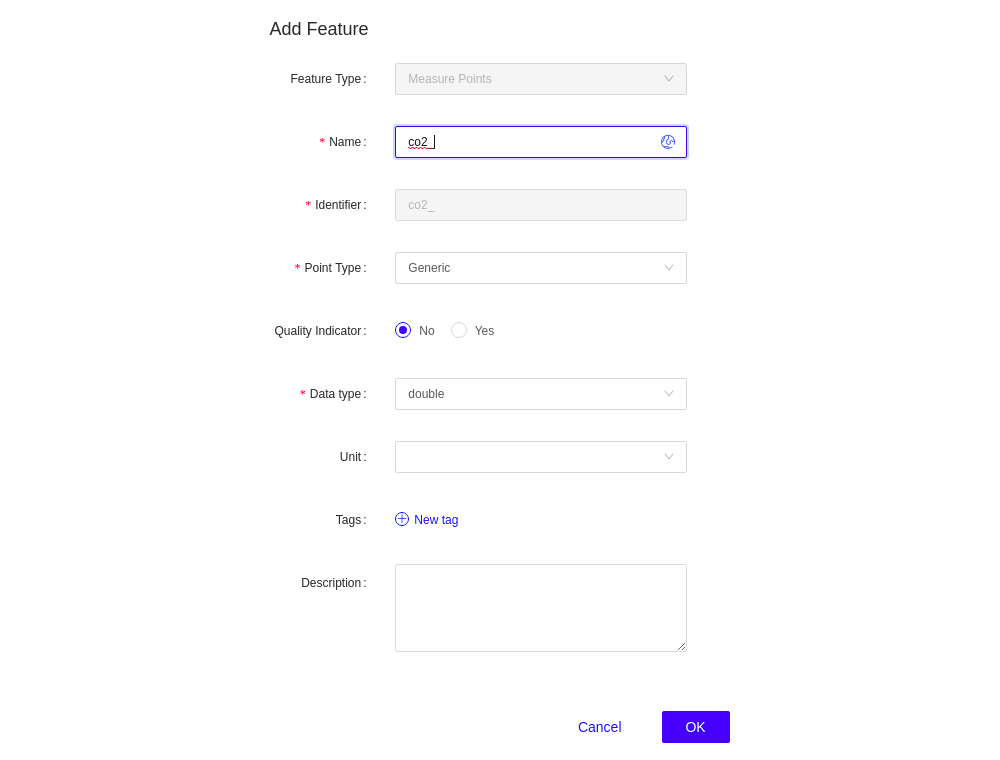 Add Feature
Feature Type :
Measure Points
* Name :
co2_
* Identifier :
co2_
* Point Type :
Generic
Quality Indicator :
No
Yes
* Data type :
double
Unit :
Tags :
New tag
Description :
Cancel
OK